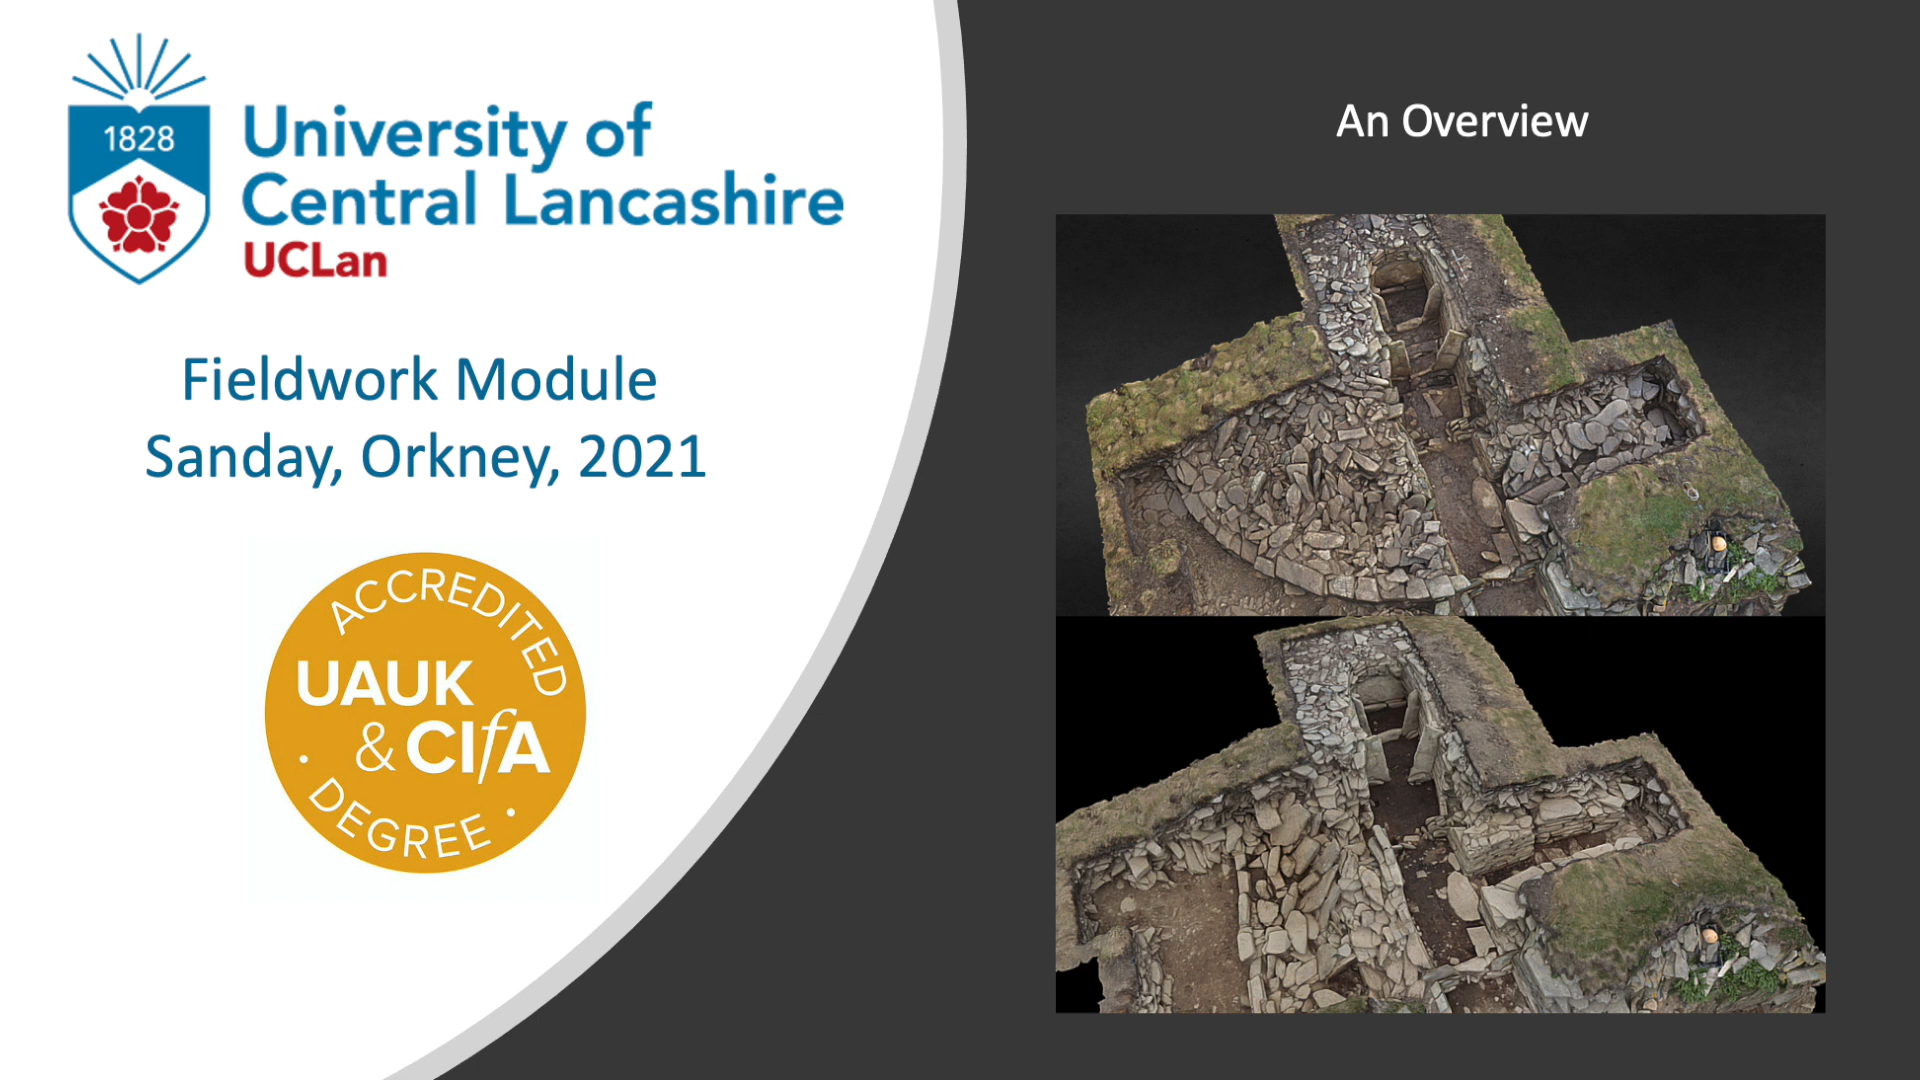 1828
University of
Central Lancashire
UCLan
Fieldwork Module
Sanday, Orkney, 2021
ACCREDITED
UAUK
& CIfA
· DEGREE ·
An Overview